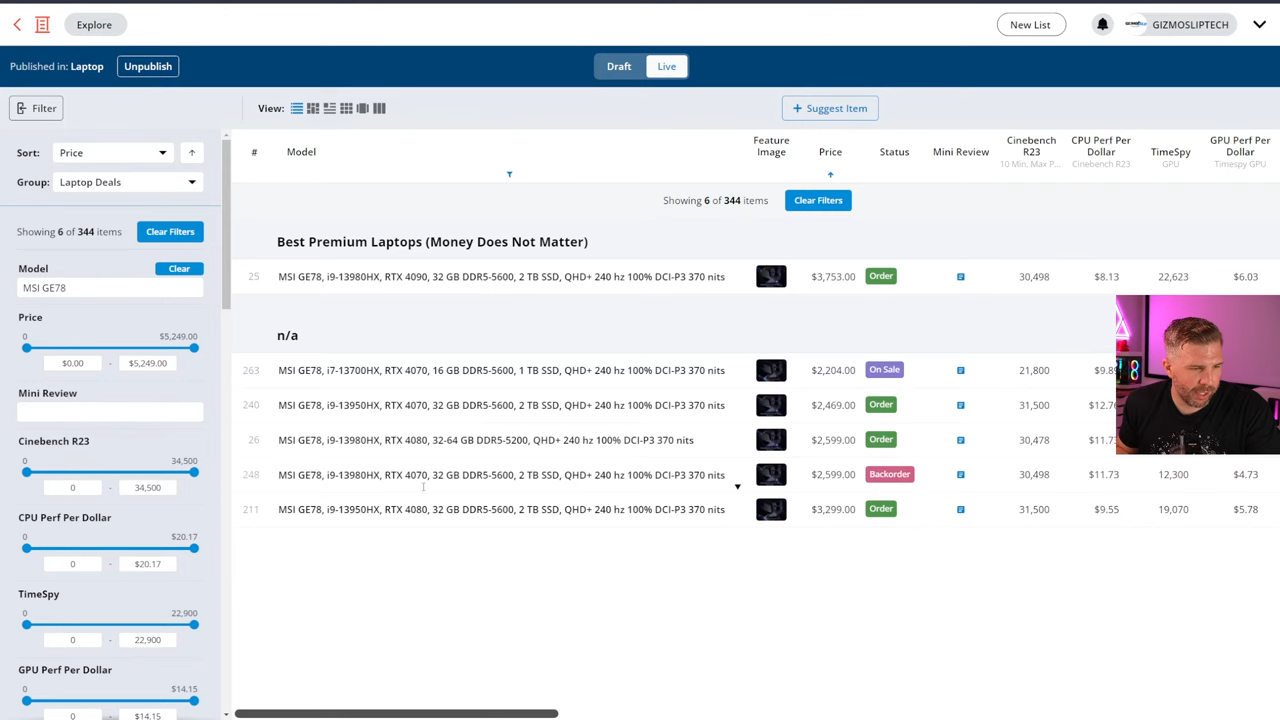 Explore
New List
GIZMOSLIPTECH
Published in: Laptop
Unpublish
Draft
Live
Filter
View:
+ Suggest Item
Sort:
Price
Group:
Laptop Deals
Showing 6 of 344 items
Clear Filters
Model
Clear
MSI GE78
Price
0
$5,249.00
$0.00 - $5,249.00
Mini Review
Cinebench R23
0
34,500
0 - 34,500
CPU Perf Per Dollar
0
$20.17
0 - $20.17
TimeSpy
0
22,900
0 - 22,900
GPU Perf Per Dollar
0
$14.15
0 - $14.15
# Model Feature Image Price Status Mini Review Cinebench R23 10 Min, Max P... CPU Perf Per Dollar Cinebench R23 TimeSpy GPU GPU Perf Per Dollar Timespy GPU
Showing 6 of 344 items Clear Filters
Best Premium Laptops (Money Does Not Matter)
25 MSI GE78, i9-13980HX, RTX 4090, 32 GB DDR5-5600, 2 TB SSD, QHD+ 240 hz 100% DCI-P3 370 nits $3,753.00 Order 30,498 $8.13 22,623 $6.03
n/a
263 MSI GE78, i7-13700HX, RTX 4070, 16 GB DDR5-5600, 1 TB SSD, QHD+ 240 hz 100% DCI-P3 370 nits $2,204.00 On Sale 21,800 $9.8
240 MSI GE78, i9-13950HX, RTX 4070, 32 GB DDR5-5600, 2 TB SSD, QHD+ 240 hz 100% DCI-P3 370 nits $2,469.00 Order 31,500 $12.7
26 MSI GE78, i9-13980HX, RTX 4080, 32-64 GB DDR5-5200, QHD+ 240 hz 100% DCI-P3 370 nits $2,599.00 Order 30,478 $11.7
248 MSI GE78, i9-13980HX, RTX 4070, 32 GB DDR5-5600, 2 TB SSD, QHD+ 240 hz 100% DCI-P3 370 nits $2,599.00 Backorder 30,498 $11.73 12,300 $4.73
211 MSI GE78, i9-13950HX, RTX 4080, 32 GB DDR5-5600, 2 TB SSD, QHD+ 240 hz 100% DCI-P3 370 nits $3,299.00 Order 31,500 $9.55 19,070 $5.78